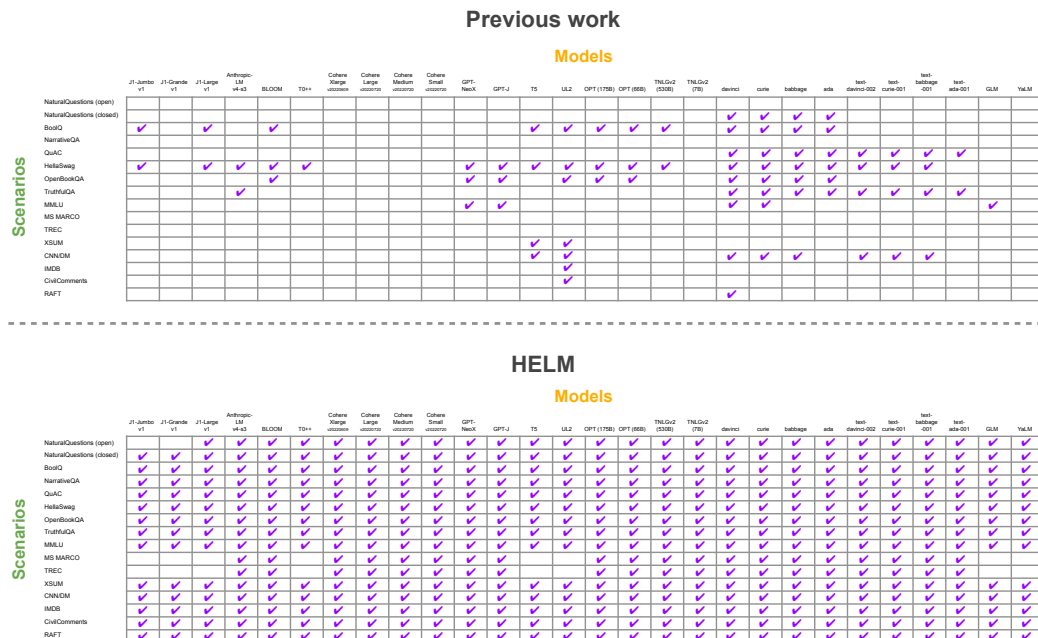 Previous work
Models
J1-Jumbo v1 J1-Grande v1 J1-Large v1 Anthropic-LM v4-s3 BLOOM T0++ Cohere Xlarge v20220609 Cohere Large v20220720 Cohere Medium v20220720 Cohere Small v20220720 GPT-NeoX GPT-J T5 UL2 OPT (175B) OPT (66B) TNLGv2 (530B) TNLGv2 (7B) davinci curie babbage ada text-davinci-002 text-curie-001 text-babbage-001 text-ada-001 GLM YaLM
Scenarios
NaturalQuestions (open)
NaturalQuestions (closed) ✔ ✔ ✔ ✔
BoolQ ✔ ✔ ✔ ✔ ✔ ✔ ✔ ✔ ✔ ✔ ✔ ✔
NarrativeQA
QuAC ✔ ✔ ✔ ✔ ✔ ✔ ✔ ✔
HellaSwag ✔ ✔ ✔ ✔ ✔ ✔ ✔ ✔ ✔ ✔ ✔ ✔ ✔ ✔ ✔ ✔ ✔ ✔ ✔
OpenBookQA ✔ ✔ ✔ ✔ ✔ ✔ ✔ ✔ ✔ ✔
TruthfulQA ✔ ✔ ✔ ✔ ✔ ✔ ✔ ✔ ✔
MMLU ✔ ✔ ✔ ✔ ✔
MS MARCO
TREC
XSUM ✔ ✔
CNN/DM ✔ ✔ ✔ ✔ ✔ ✔ ✔ ✔
IMDB ✔
CivilComments ✔
RAFT ✔
HELM
Models
J1-Jumbo v1 J1-Grande v1 J1-Large v1 Anthropic-LM v4-s3 BLOOM T0++ Cohere Xlarge v20220609 Cohere Large v20220720 Cohere Medium v20220720 Cohere Small v20220720 GPT-NeoX GPT-J T5 UL2 OPT (175B) OPT (66B) TNLGv2 (530B) TNLGv2 (7B) davinci curie babbage ada text-davinci-002 text-curie-001 text-babbage-001 text-ada-001 GLM YaLM
Scenarios
NaturalQuestions (open) ✔ ✔ ✔ ✔ ✔ ✔ ✔ ✔ ✔ ✔ ✔ ✔ ✔ ✔ ✔ ✔ ✔ ✔ ✔ ✔ ✔ ✔ ✔ ✔ ✔ ✔
NaturalQuestions (closed) ✔ ✔ ✔ ✔ ✔ ✔ ✔ ✔ ✔ ✔ ✔ ✔ ✔ ✔ ✔ ✔ ✔ ✔ ✔ ✔ ✔ ✔ ✔ ✔ ✔ ✔ ✔ ✔
BoolQ ✔ ✔ ✔ ✔ ✔ ✔ ✔ ✔ ✔ ✔ ✔ ✔ ✔ ✔ ✔ ✔ ✔ ✔ ✔ ✔ ✔ ✔ ✔ ✔ ✔ ✔ ✔ ✔
NarrativeQA ✔ ✔ ✔ ✔ ✔ ✔ ✔ ✔ ✔ ✔ ✔ ✔ ✔ ✔ ✔ ✔ ✔ ✔ ✔ ✔ ✔ ✔ ✔ ✔ ✔ ✔ ✔ ✔
QuAC ✔ ✔ ✔ ✔ ✔ ✔ ✔ ✔ ✔ ✔ ✔ ✔ ✔ ✔ ✔ ✔ ✔ ✔ ✔ ✔ ✔ ✔ ✔ ✔ ✔ ✔ ✔ ✔
HellaSwag ✔ ✔ ✔ ✔ ✔ ✔ ✔ ✔ ✔ ✔ ✔ ✔ ✔ ✔ ✔ ✔ ✔ ✔ ✔ ✔ ✔ ✔ ✔ ✔ ✔ ✔ ✔ ✔
OpenBookQA ✔ ✔ ✔ ✔ ✔ ✔ ✔ ✔ ✔ ✔ ✔ ✔ ✔ ✔ ✔ ✔ ✔ ✔ ✔ ✔ ✔ ✔ ✔ ✔ ✔ ✔ ✔ ✔
TruthfulQA ✔ ✔ ✔ ✔ ✔ ✔ ✔ ✔ ✔ ✔ ✔ ✔ ✔ ✔ ✔ ✔ ✔ ✔ ✔ ✔ ✔ ✔ ✔ ✔ ✔ ✔ ✔ ✔
MMLU ✔ ✔ ✔ ✔ ✔ ✔ ✔ ✔ ✔ ✔ ✔ ✔ ✔ ✔ ✔ ✔ ✔ ✔ ✔ ✔ ✔ ✔ ✔ ✔ ✔ ✔ ✔ ✔
MS MARCO ✔ ✔ ✔ ✔ ✔ ✔ ✔ ✔ ✔ ✔ ✔ ✔ ✔ ✔ ✔ ✔ ✔ ✔ ✔ ✔
TREC ✔ ✔ ✔ ✔ ✔ ✔ ✔ ✔ ✔ ✔ ✔ ✔ ✔ ✔ ✔ ✔ ✔ ✔ ✔ ✔
XSUM ✔ ✔ ✔ ✔ ✔ ✔ ✔ ✔ ✔ ✔ ✔ ✔ ✔ ✔ ✔ ✔ ✔ ✔ ✔ ✔ ✔ ✔ ✔ ✔ ✔ ✔ ✔ ✔
CNN/DM ✔ ✔ ✔ ✔ ✔ ✔ ✔ ✔ ✔ ✔ ✔ ✔ ✔ ✔ ✔ ✔ ✔ ✔ ✔ ✔ ✔ ✔ ✔ ✔ ✔ ✔ ✔ ✔
IMDB ✔ ✔ ✔ ✔ ✔ ✔ ✔ ✔ ✔ ✔ ✔ ✔ ✔ ✔ ✔ ✔ ✔ ✔ ✔ ✔ ✔ ✔ ✔ ✔ ✔ ✔ ✔ ✔
CivilComments ✔ ✔ ✔ ✔ ✔ ✔ ✔ ✔ ✔ ✔ ✔ ✔ ✔ ✔ ✔ ✔ ✔ ✔ ✔ ✔ ✔ ✔ ✔ ✔ ✔ ✔ ✔ ✔
RAFT ✔ ✔ ✔ ✔ ✔ ✔ ✔ ✔ ✔ ✔ ✔ ✔ ✔ ✔ ✔ ✔ ✔ ✔ ✔ ✔ ✔ ✔ ✔ ✔ ✔ ✔ ✔ ✔